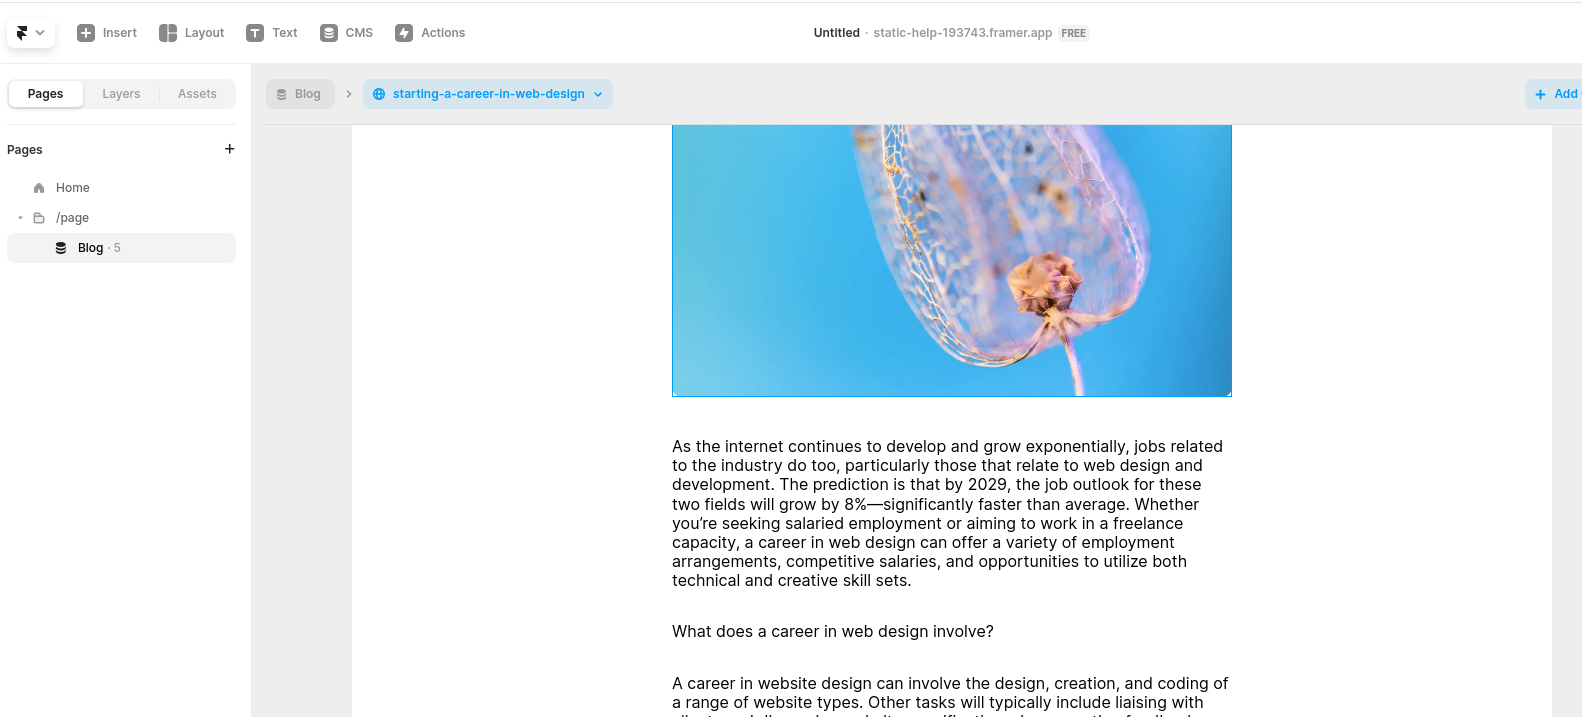 Insert
Layout
Text
CMS
Actions
Untitled · static-help-193743.framer.app FREE
Pages
Layers
Assets
Blog
starting-a-career-in-web-design
Add
Pages
Home
/page
Blog · 5
As the internet continues to develop and grow exponentially, jobs related
to the industry do too, particularly those that relate to web design and
development. The prediction is that by 2029, the job outlook for these
two fields will grow by 8%—significantly faster than average. Whether
you’re seeking salaried employment or aiming to work in a freelance
capacity, a career in web design can offer a variety of employment
arrangements, competitive salaries, and opportunities to utilize both
technical and creative skill sets.
What does a career in web design involve?
A career in website design can involve the design, creation, and coding of
a range of website types. Other tasks will typically include liaising with